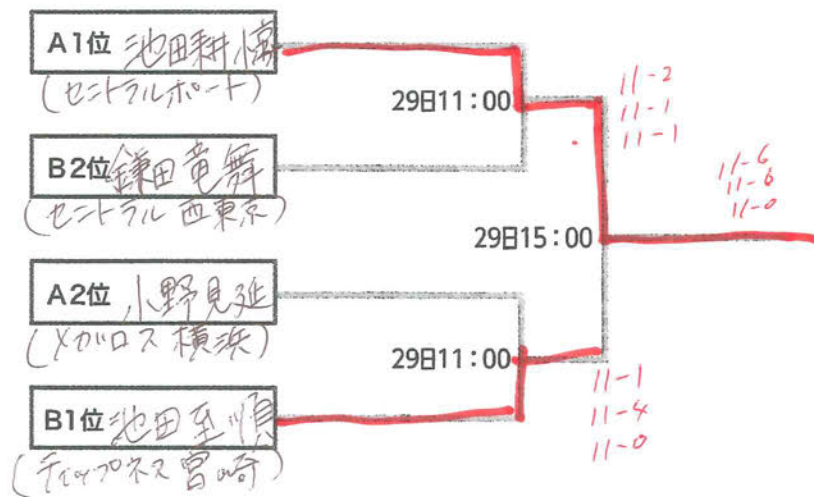 A1位 池田耕
(セントラルポート)
29日11：00
11-2
11-1
11-1
B2位 鎌田竜舞
(セントラル 西東京)
11-6
11-6
11-0
29日15：00
A2位 小野見延
(メガロス 横浜)
29日11：00
11-1
11-4
11-0
B1位 池田至順
(ティップネス 宮崎)